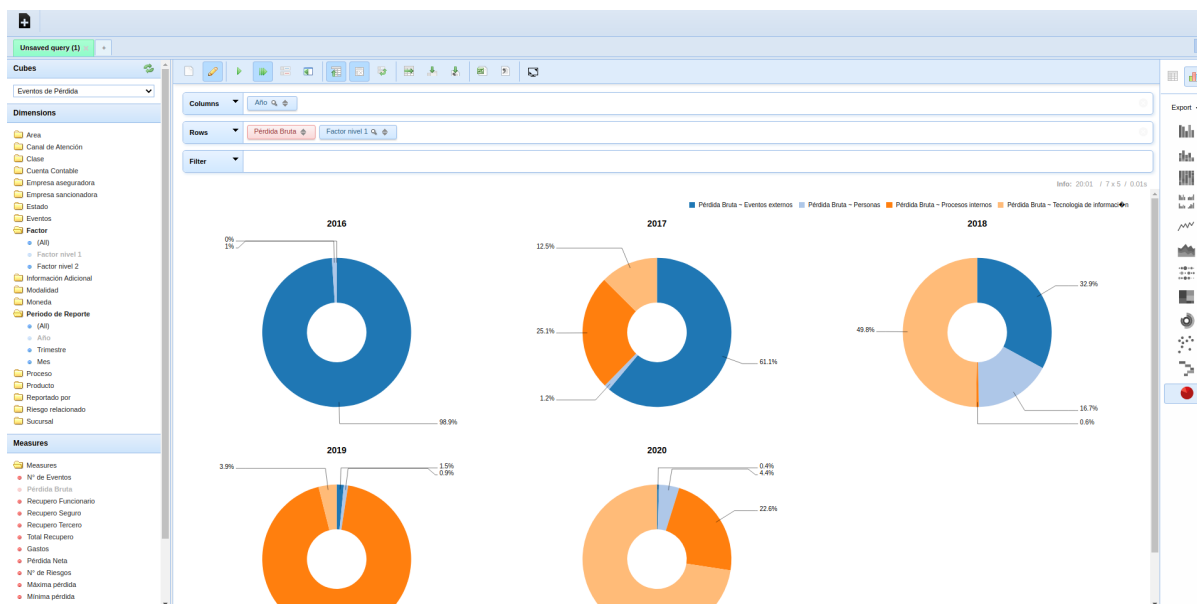 Unsaved query (1) × +
Cubes
Eventos de Pérdida
Dimensions
Area
Canal de Atención
Clase
Cuenta Contable
Empresa aseguradora
Empresa sancionadora
Estado
Eventos
Factor
(All)
Factor nivel 1
Factor nivel 2
Información Adicional
Modalidad
Moneda
Periodo de Reporte
(All)
Año
Trimestre
Mes
Proceso
Producto
Reportado por
Riesgo relacionado
Sucursal
Measures
Measures
N° de Eventos
Pérdida Bruta
Recupero Funcionario
Recupero Seguro
Recupero Tercero
Total Recupero
Gastos
Pérdida Neta
N° de Riesgos
Máxima pérdida
Mínima pérdida
Columns Año
Rows Pérdida Bruta Factor nivel 1
Filter
Info: 20:01 / 7 x 5 / 0.01s
Pérdida Bruta ~ Eventos externos Pérdida Bruta ~ Personas Pérdida Bruta ~ Procesos internos Pérdida Bruta ~ Tecnologia de informaci�n
2016
0%
1%
98.9%
2017
12.5%
25.1%
1.2%
61.1%
2018
32.9%
49.8%
16.7%
0.6%
2019
3.9%
1.5%
0.9%
2020
0.4%
4.4%
22.6%
Export